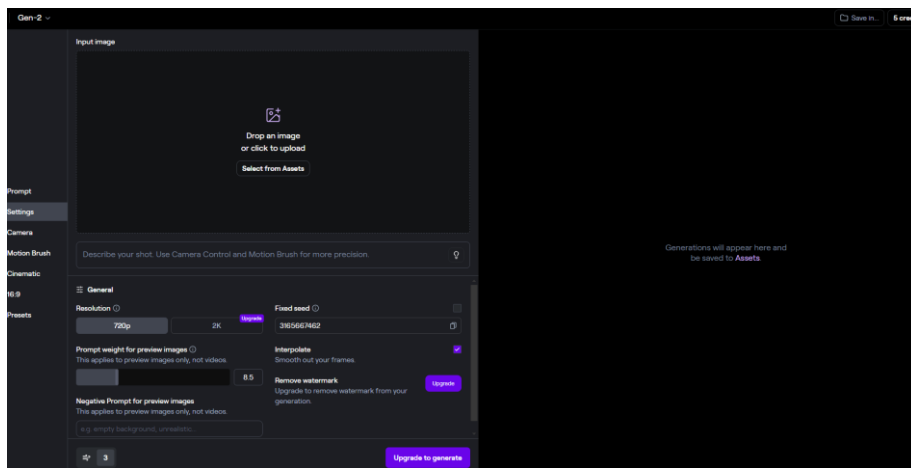 Gen-2
Save in...
5 cre
Input image
Drop an image
or click to upload
Select from Assets
Prompt
Settings
Camera
Motion Brush
Cinematic
16:9
Presets
Describe your shot. Use Camera Control and Motion Brush for more precision.
Generations will appear here and
be saved to Assets.
General
Resolution
720p
2K
Upgrade
Fixed seed
3165667462
Prompt weight for preview images
This applies to preview images only, not videos.
8.5
Interpolate
Smooth out your frames.
Remove watermark
Upgrade to remove watermark from your
generation.
Upgrade
Negative Prompt for preview images
This applies to preview images only, not videos.
e.g. empty background, unrealistic...
3
Upgrade to generate